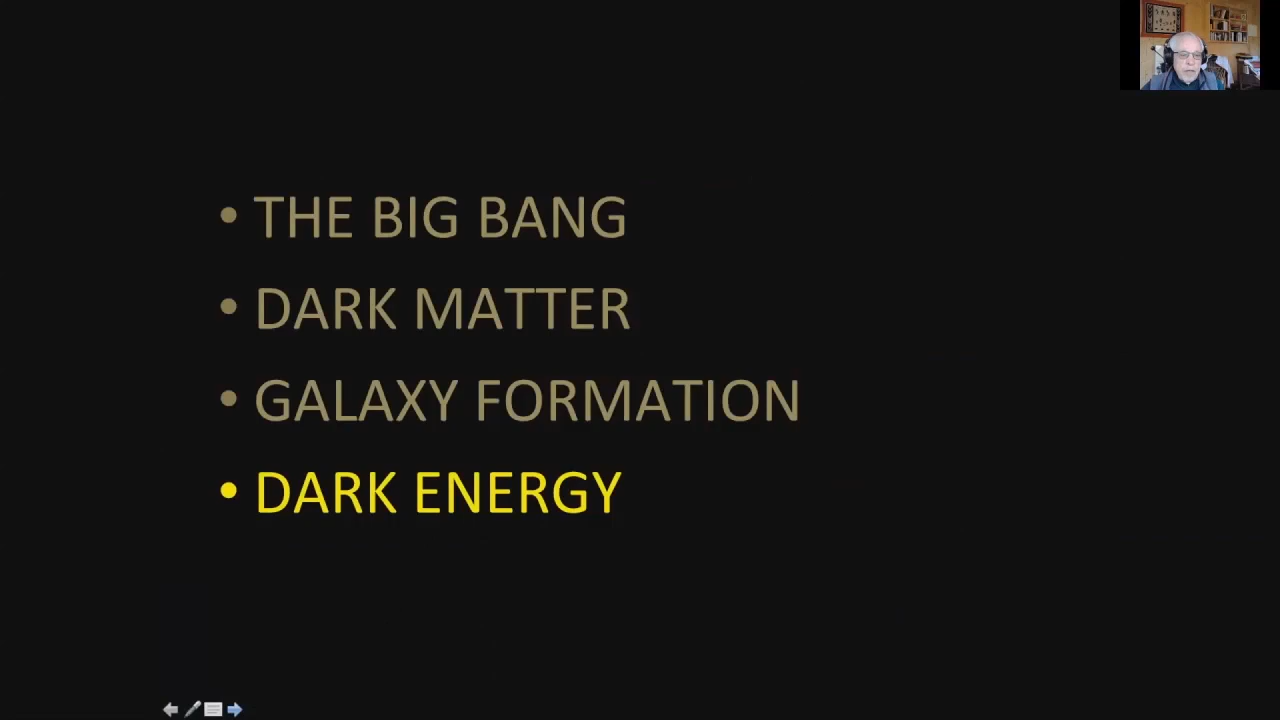 • THE BIG BANG
• DARK MATTER
• GALAXY FORMATION
• DARK ENERGY